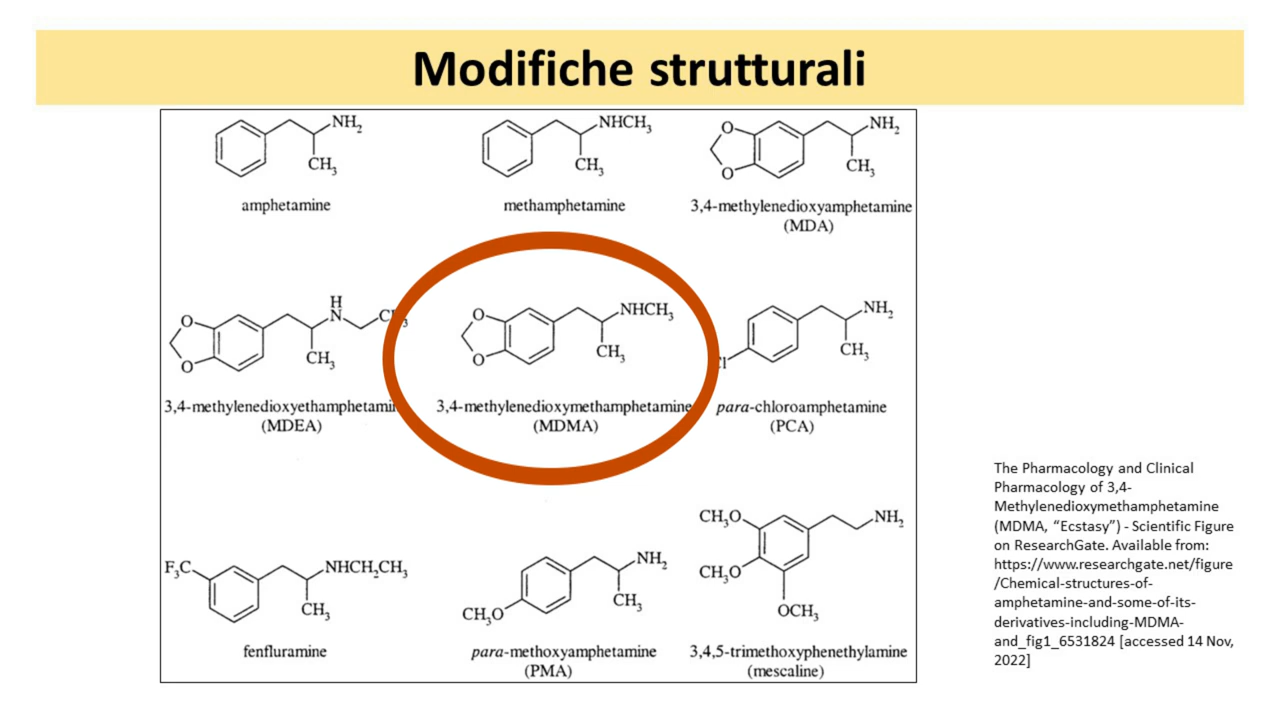 Modifiche strutturali
NH₂
CH₃
amphetamine
NHCH₃
CH₃
methamphetamine
O
O
NH₂
CH₃
3,4-methylenedioxyamphetamine
(MDA)
O
O
H
N
CH₃
3,4-methylenedioxyethamphetami
(MDEA)
O
O
NHCH₃
CH₃
3,4-methylenedioxymethamphetamine
(MDMA)
NH₂
CH₃
para-chloroamphetamine
(PCA)
F₃C
NHCH₂CH₃
CH₃
fenfluramine
CH₃O
NH₂
CH₃
para-methoxyamphetamine
(PMA)
CH₃O
CH₃O
OCH₃
NH₂
3,4,5-trimethoxyphenethylamine
(mescaline)
The Pharmacology and Clinical
Pharmacology of 3,4-
Methylenedioxymethamphetamine
(MDMA, “Ecstasy”) - Scientific Figure
on ResearchGate. Available from:
https://www.researchgate.net/figure
/Chemical-structures-of-
amphetamine-and-some-of-its-
derivatives-including-MDMA-
and_fig1_6531824 [accessed 14 Nov,
2022]